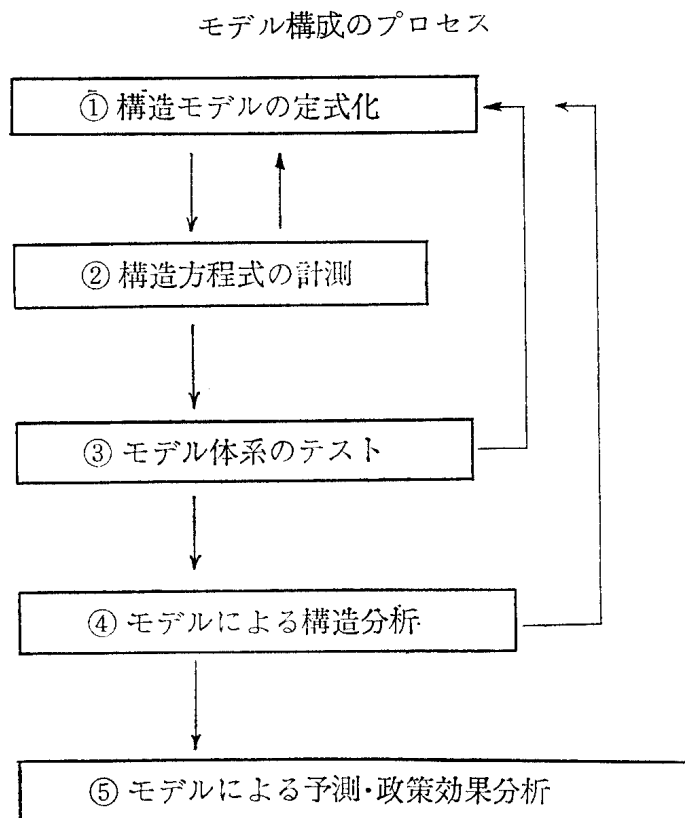 モデル構成のプロセス
① 構造モデルの定式化
② 構造方程式の計測
③ モデル体系のテスト
④ モデルによる構造分析
⑤ モデルによる予測・政策効果分析